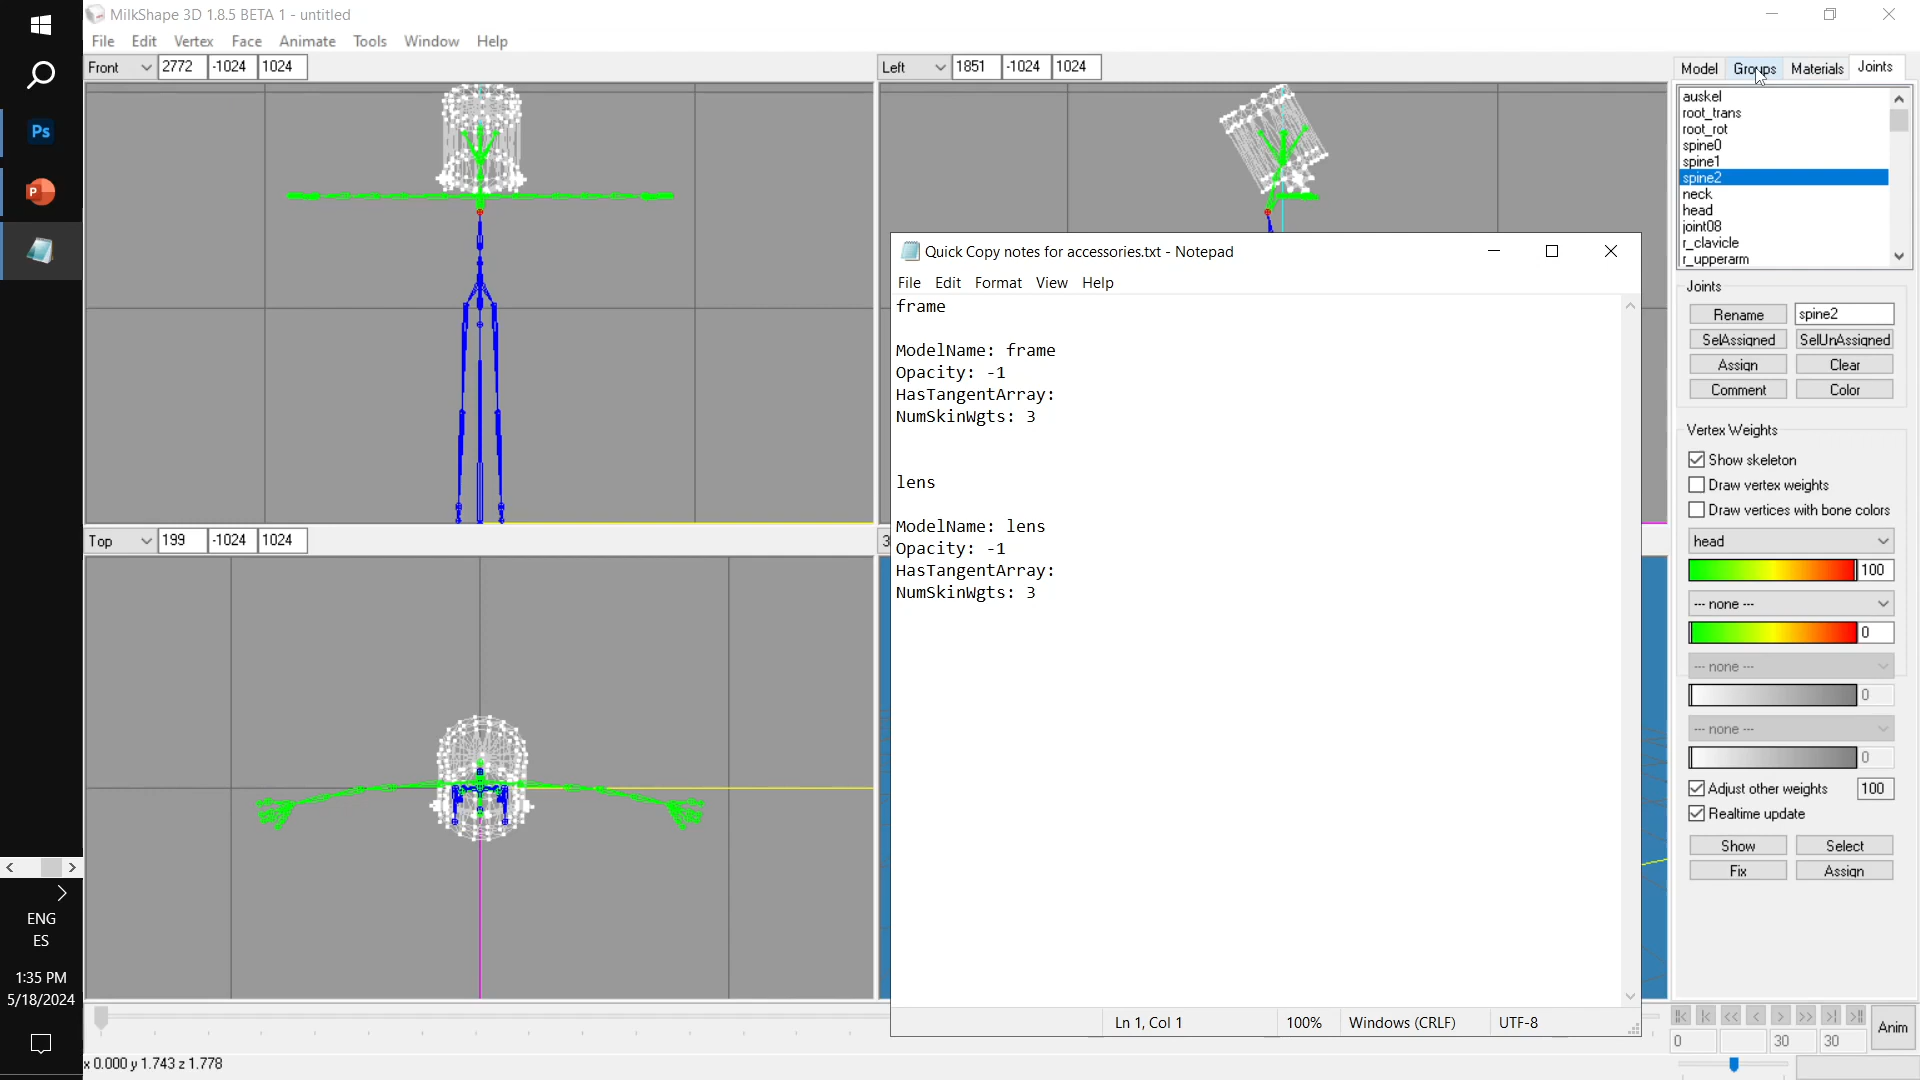 MilkShape 3D 1.8.5 BETA 1 - untitled
File Edit Vertex Face Animate Tools Window Help
Front 2772 -1024 1024
Left 1851 -1024 1024
Model Groups Materials Joints
auskel
root_trans
root_rot
spine0
spine1
spine2
neck
head
joint08
r_clavicle
r_upperarm
Joints
Rename spine2
SelAssigned SelUnAssigned
Assign Clear
Comment Color
Vertex Weights
Show skeleton
Draw vertex weights
Draw vertices with bone colors
head
100
--- none ---
0
--- none ---
0
--- none ---
0
Adjust other weights 100
Realtime update
Show Select
Fix Assign
Quick Copy notes for accessories.txt - Notepad
File Edit Format View Help
frame
ModelName: frame
Opacity: -1
HasTangentArray:
NumSkinWgts: 3
lens
ModelName: lens
Opacity: -1
HasTangentArray:
NumSkinWgts: 3
Ln 1, Col 1 100% Windows (CRLF) UTF-8
Top 199 -1024 1024
3
Ps
P
ENG
ES
1:35 PM
5/18/2024
0 30 30
Anim
x 0.000 y 1.743 z 1.778